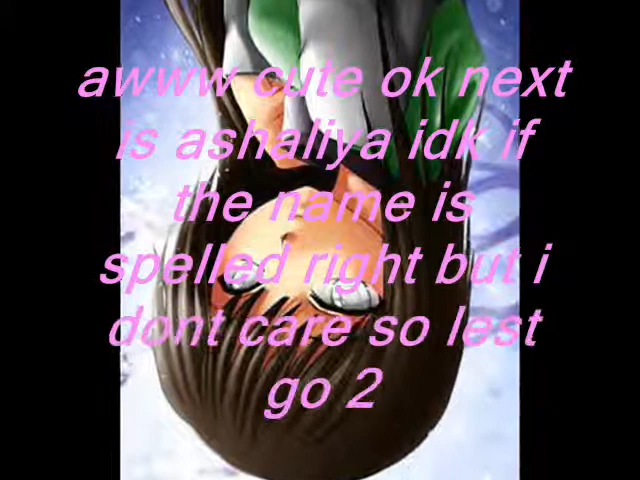 awww cute ok next
is ashaliya idk if
the name is
spelled right but i
dont care so lest
go 2